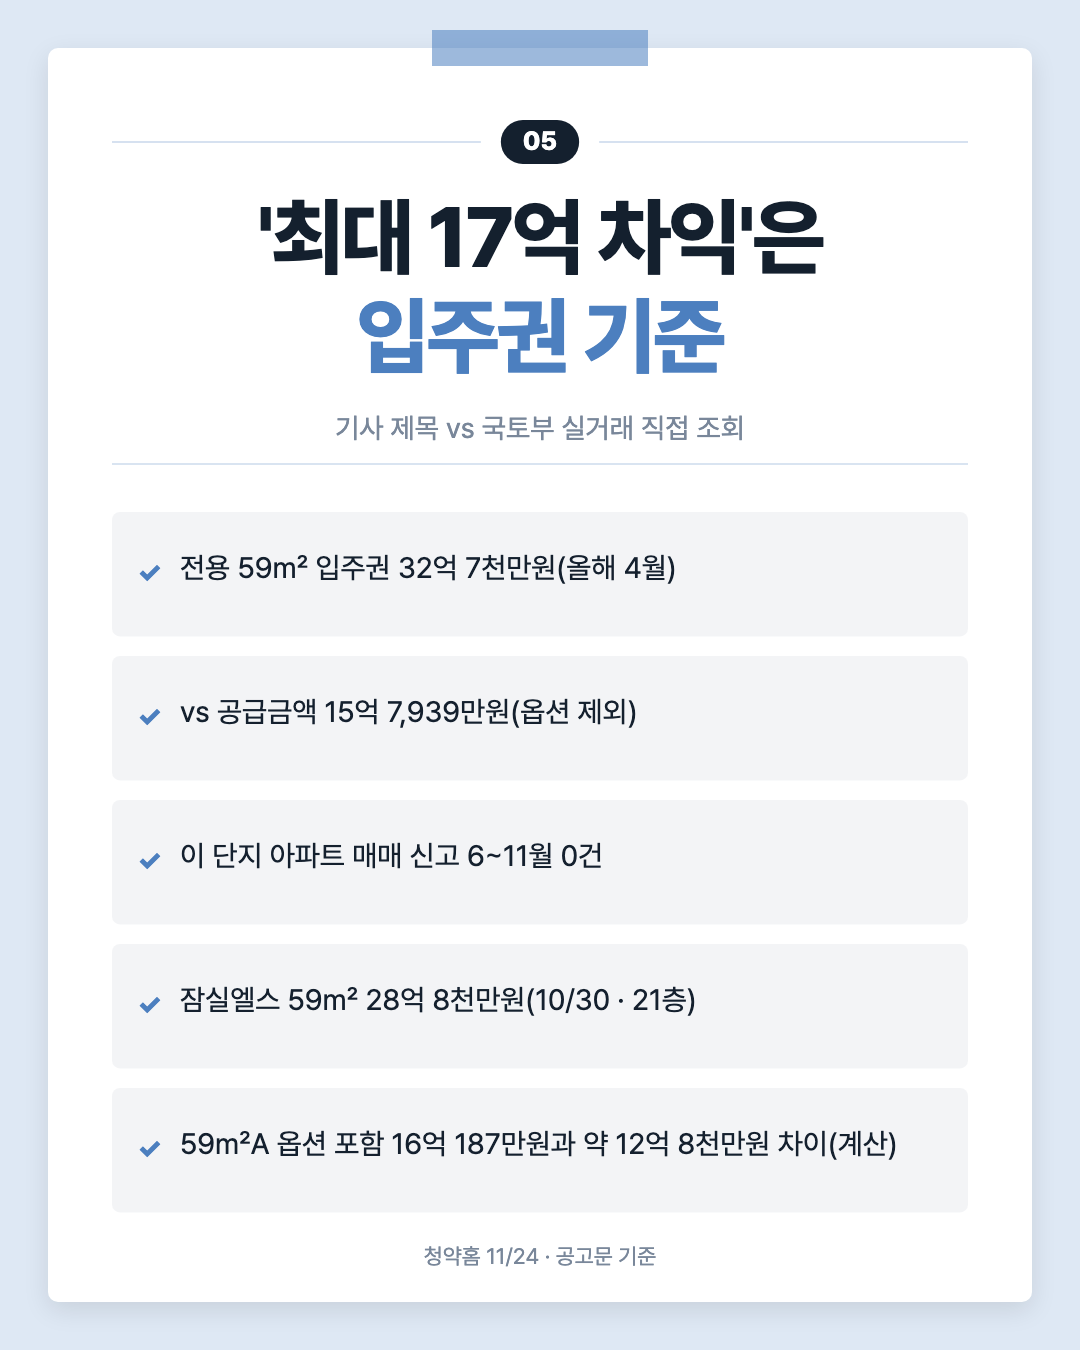 05
'최대 17억 차익'은
입주권 기준
기사 제목 vs 국토부 실거래 직접 조회
전용 59m² 입주권 32억 7천만원(올해 4월)
vs 공급금액 15억 7,939만원(옵션 제외)
이 단지 아파트 매매 신고 6~11월 0건
잠실엘스 59m² 28억 8천만원(10/30 · 21층)
59m²A 옵션 포함 16억 187만원과 약 12억 8천만원 차이(계산)
청약홈 11/24 · 공고문 기준